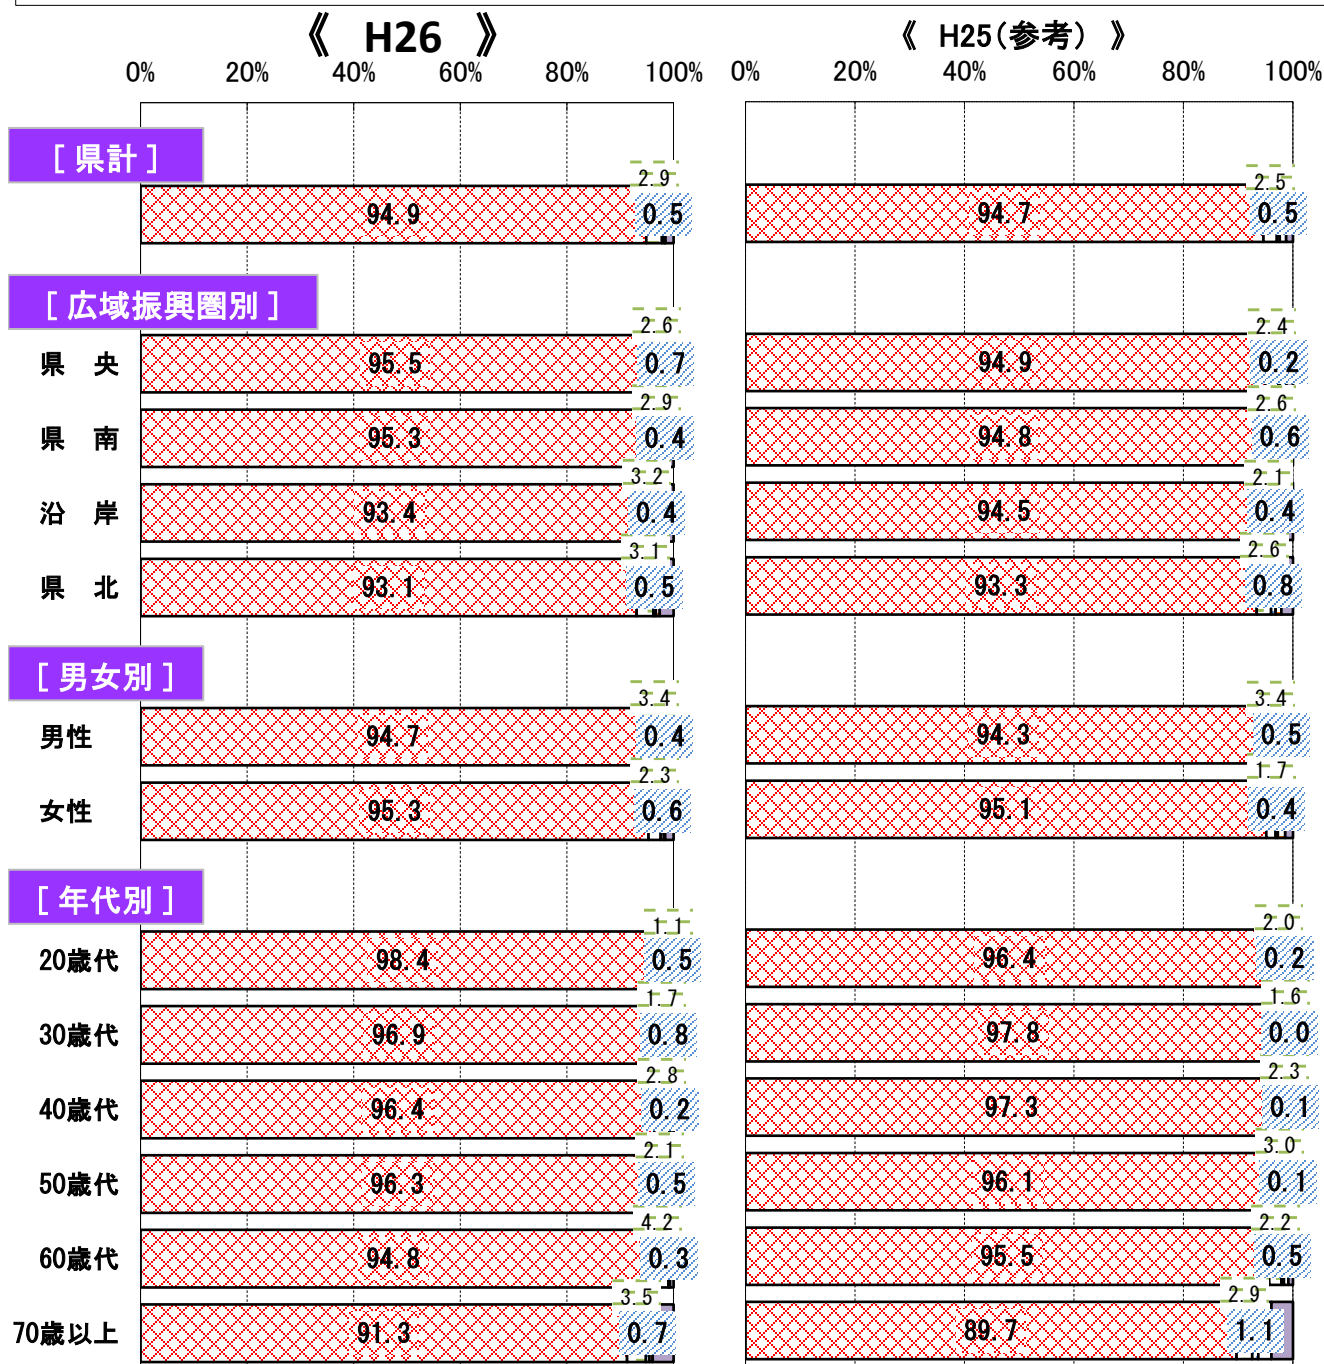 《 H26 》 《 H25(参考) 》
0% 20% 40% 60% 80% 100% 0% 20% 40% 60% 80% 100%
[ 県計 ]
2.9 2.5
94.9 0.5 94.7 0.5
[ 広域振興圏別 ]
2.6 2.4
県 央 95.5 0.7 94.9 0.2
2.9 2.6
県 南 95.3 0.4 94.8 0.6
3.2 2.1
沿 岸 93.4 0.4 94.5 0.4
3.1 2.6
県 北 93.1 0.5 93.3 0.8
[ 男女別 ]
3.4 3.4
男性 94.7 0.4 94.3 0.5
2.3 1.7
女性 95.3 0.6 95.1 0.4
[ 年代別 ]
1.1 2.0
20歳代 98.4 0.5 96.4 0.2
1.7 1.6
30歳代 96.9 0.8 97.8 0.0
2.8 2.3
40歳代 96.4 0.2 97.3 0.1
2.1 3.0
50歳代 96.3 0.5 96.1 0.1
4.2 2.2
60歳代 94.8 0.3 95.5 0.5
3.5 2.9
70歳以上 91.3 0.7 89.7 1.1